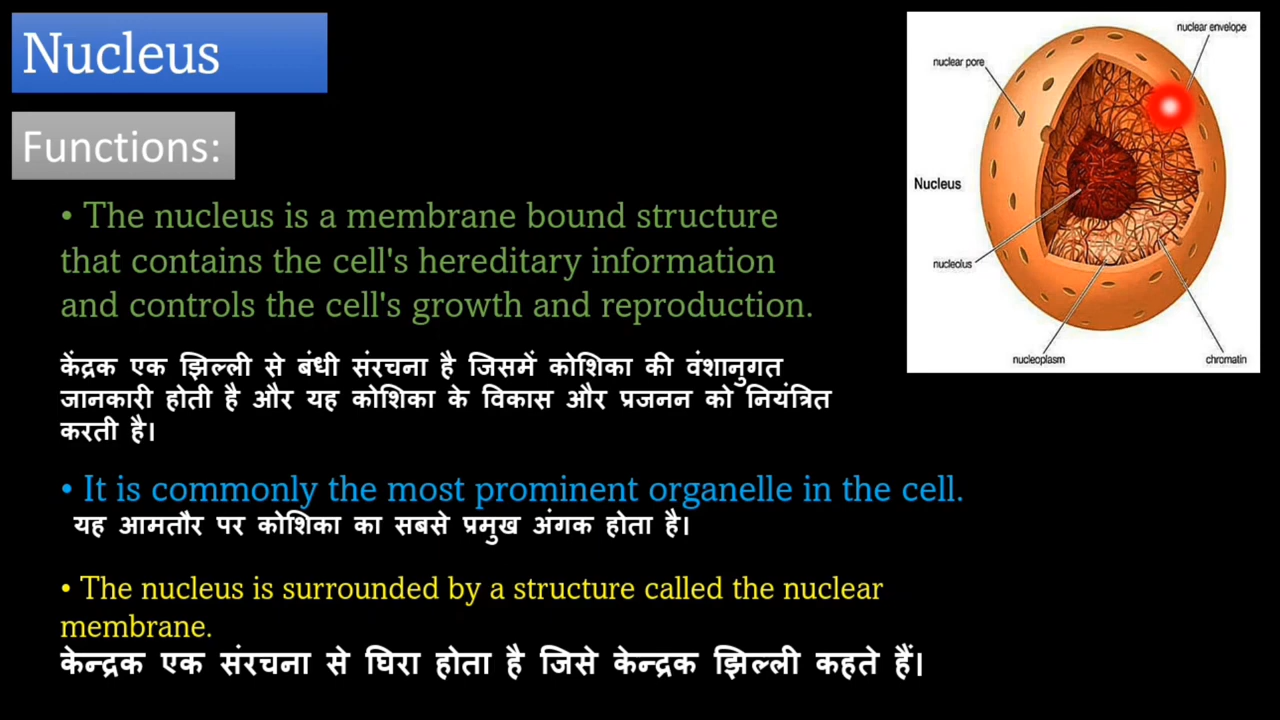 Nucleus
Functions:
• The nucleus is a membrane bound structure
that contains the cell's hereditary information
and controls the cell's growth and reproduction.
केंद्रक एक झिल्ली से बंधी संरचना है जिसमें कोशिका की वंशानुगत
जानकारी होती है और यह कोशिका के विकास और प्रजनन को नियंत्रित
करती है।
• It is commonly the most prominent organelle in the cell.
यह आमतौर पर कोशिका का सबसे प्रमुख अंगक होता है।
• The nucleus is surrounded by a structure called the nuclear
membrane.
केन्द्रक एक संरचना से घिरा होता है जिसे केन्द्रक झिल्ली कहते हैं।
nuclear envelope
nuclear pore
Nucleus
nucleolus
nucleoplasm
chromatin